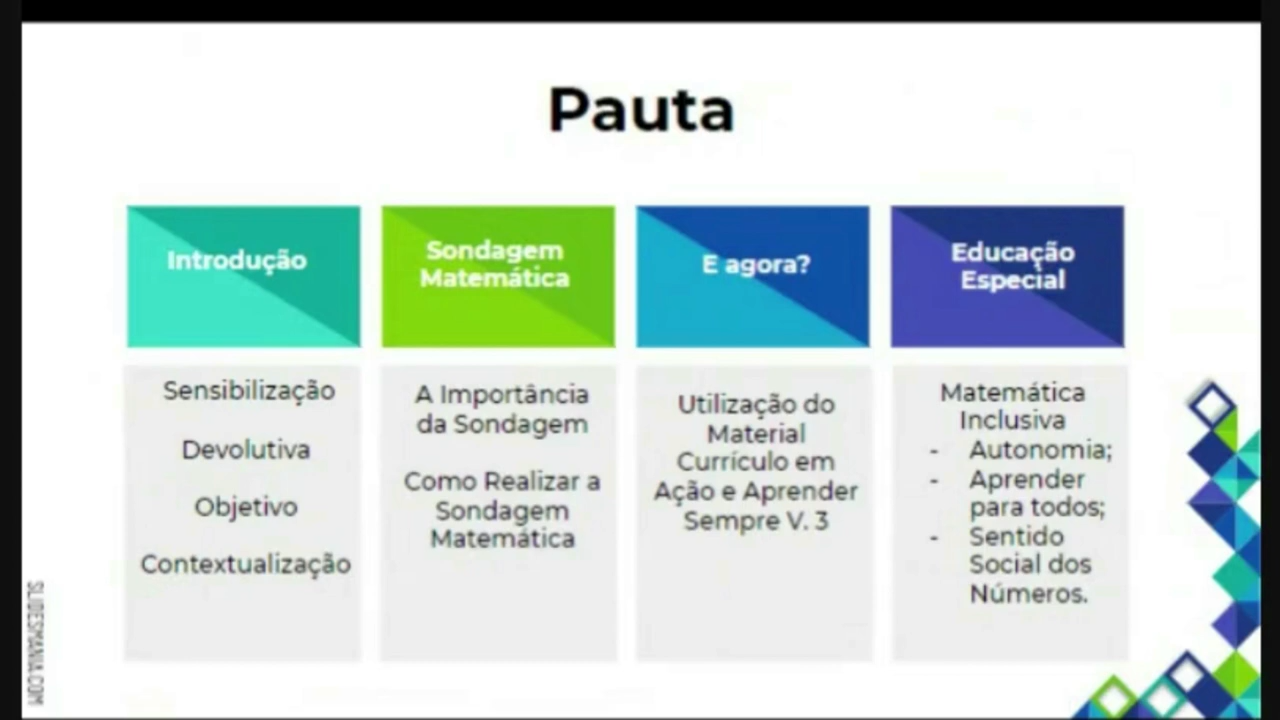 Pauta
Introdução
Sensibilização
Devolutiva
Objetivo
Contextualização
Sondagem
Matemática
A Importância
da Sondagem
Como Realizar a
Sondagem
Matemática
E agora?
Utilização do
Material
Currículo em
Ação e Aprender
Sempre V. 3
Educação
Especial
Matemática
Inclusiva
- Autonomia;
- Aprender
para todos;
- Sentido
Social dos
Números.
SLIDESMANIA.COM